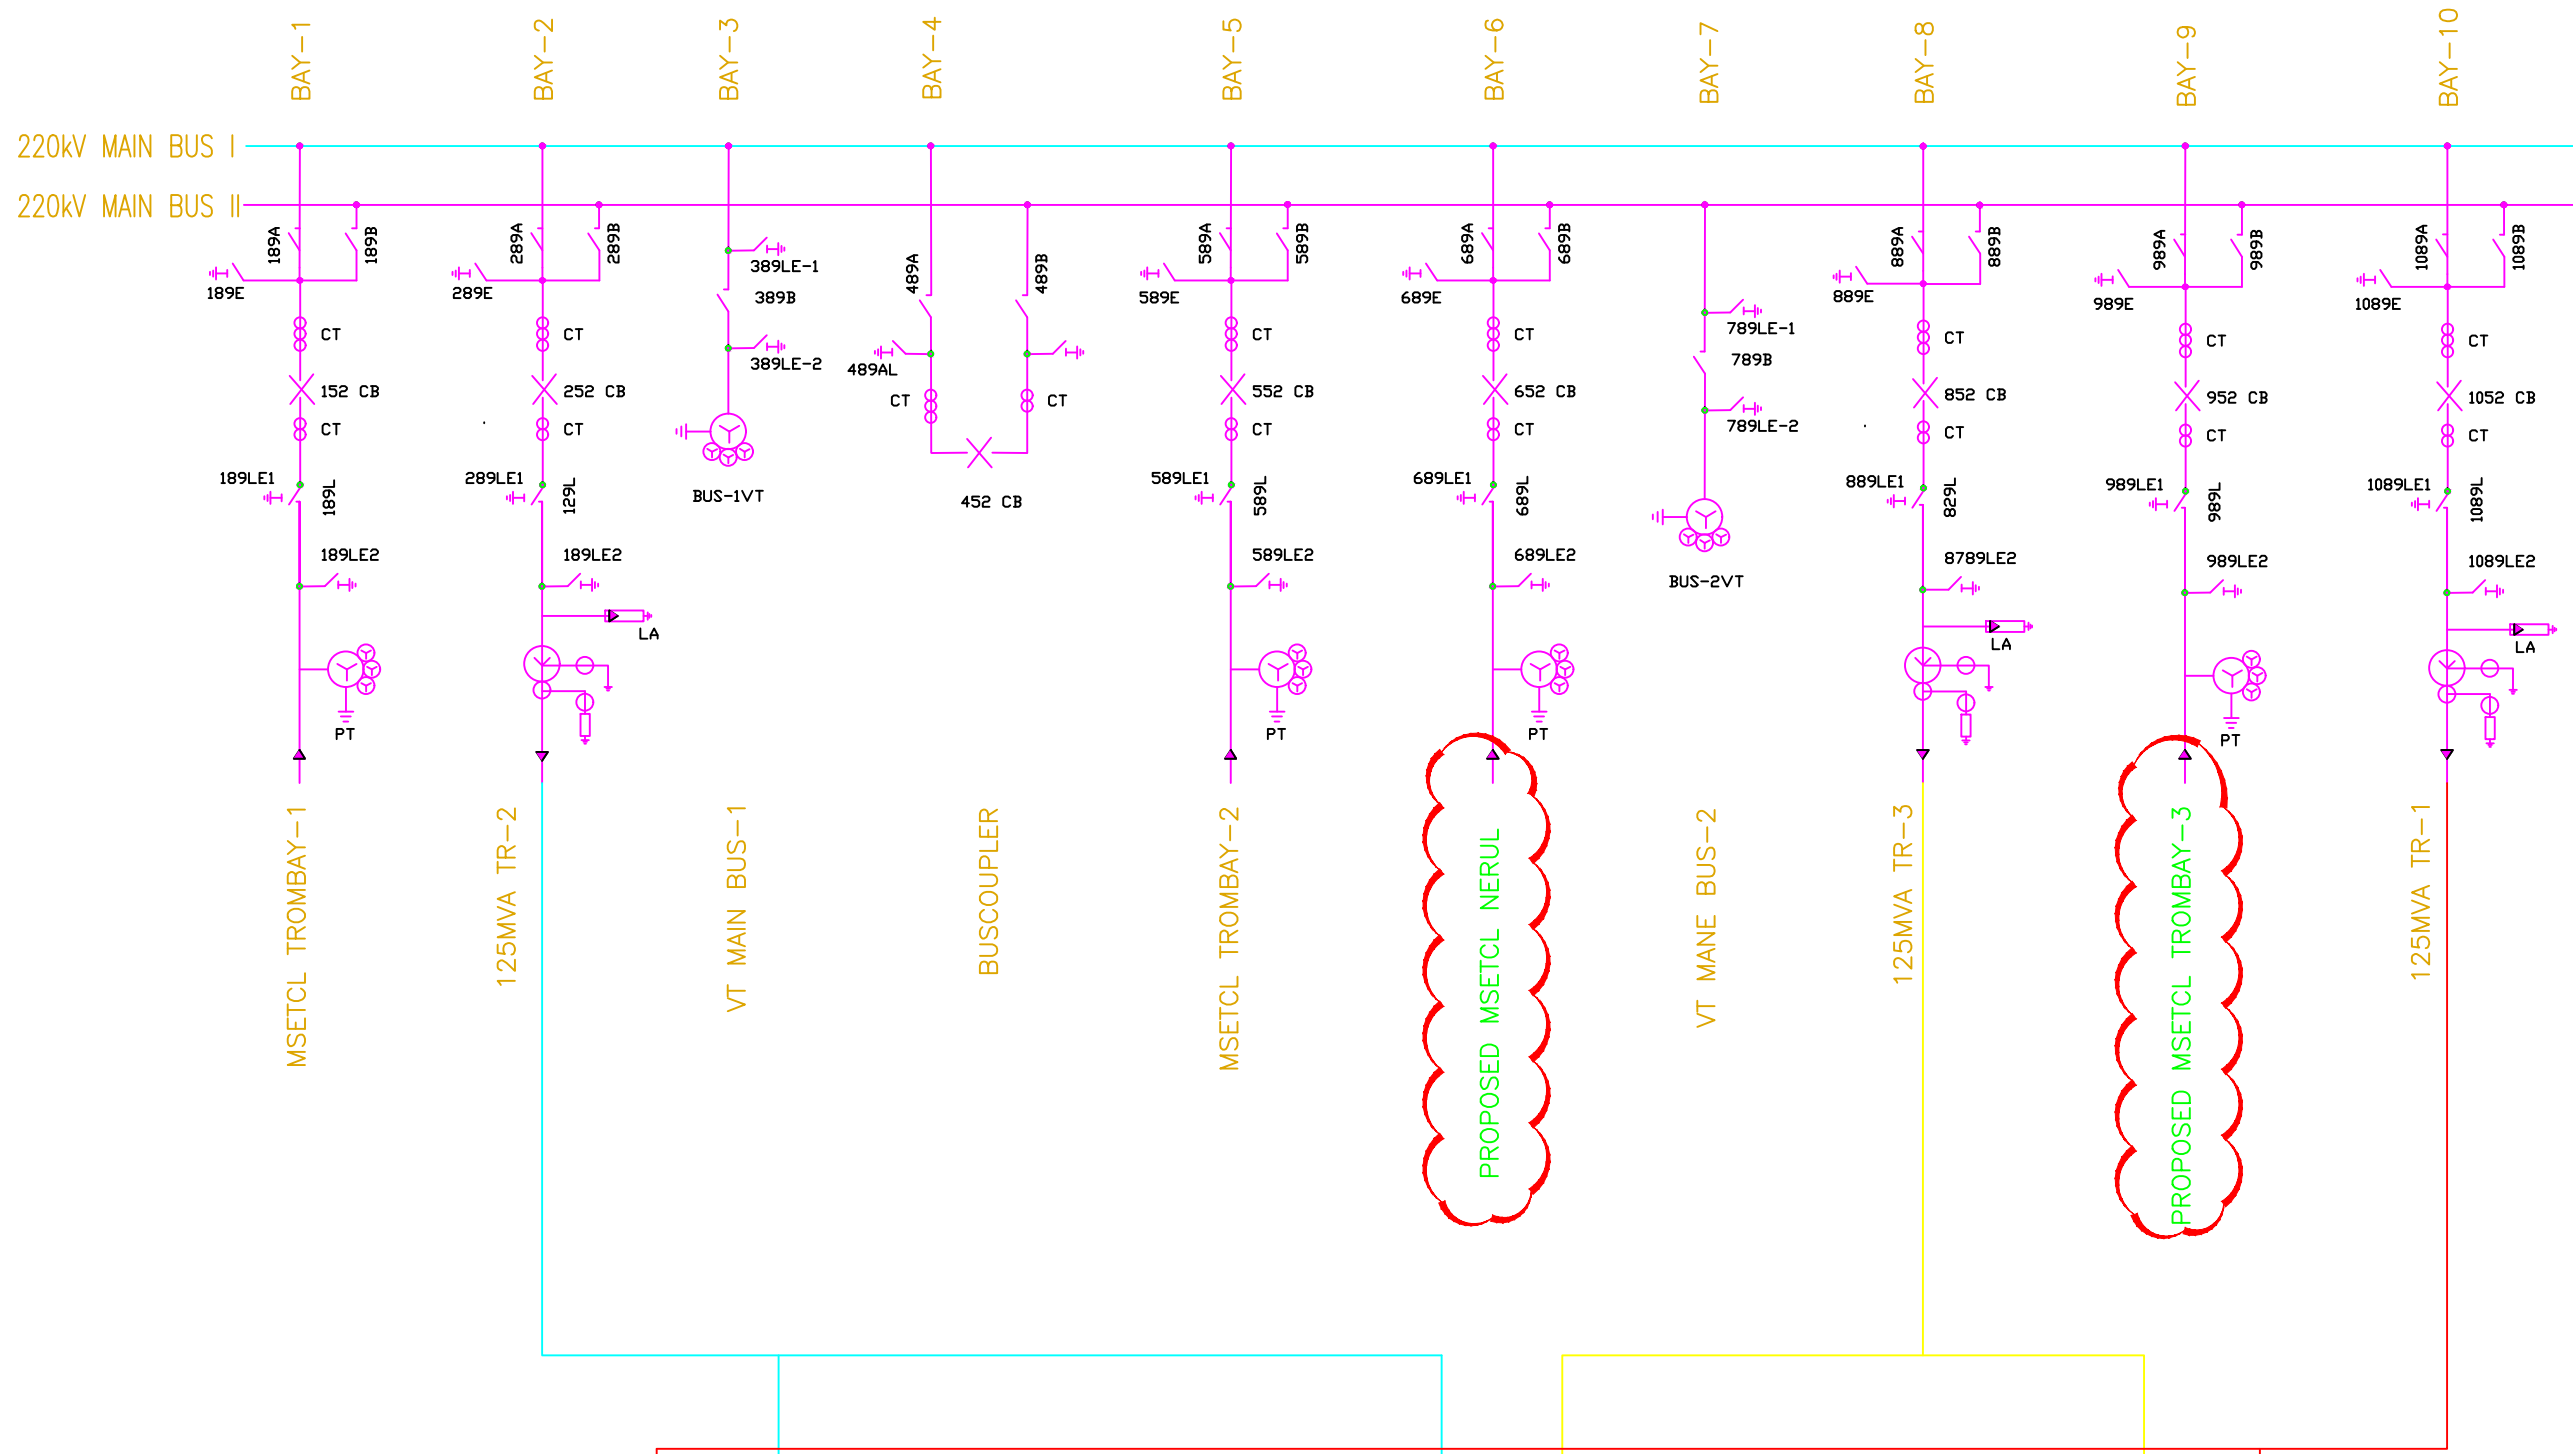 BAY-1
BAY-2
BAY-3
BAY-4
BAY-5
BAY-6
BAY-7
BAY-8
BAY-9
BAY-10
220kV MAIN BUS I
220kV MAIN BUS II
189A
189B
189E
CT
152 CB
CT
189LE1
189L
189LE2
PT
MSETCL TROMBAY-1
289A
289B
289E
CT
252 CB
CT
289LE1
129L
189LE2
LA
125MVA TR-2
389LE-1
389B
389LE-2
BUS-1VT
VT MAIN BUS-1
489A
489B
489AL
CT
CT
452 CB
BUSCOUPLER
589A
589B
589E
CT
552 CB
CT
589LE1
589L
589LE2
PT
MSETCL TROMBAY-2
689A
689B
689E
CT
652 CB
CT
689LE1
689L
689LE2
PT
PROPOSED MSETCL NERUL
789LE-1
789B
789LE-2
BUS-2VT
VT MANE BUS-2
889A
889B
889E
CT
852 CB
CT
889LE1
829L
8789LE2
LA
125MVA TR-3
989A
989B
989E
CT
952 CB
CT
989LE1
989L
989LE2
PT
PROPOSED MSETCL TROMBAY-3
1089A
1089B
1089E
CT
1052 CB
CT
1089LE1
1089L
1089LE2
LA
125MVA TR-1